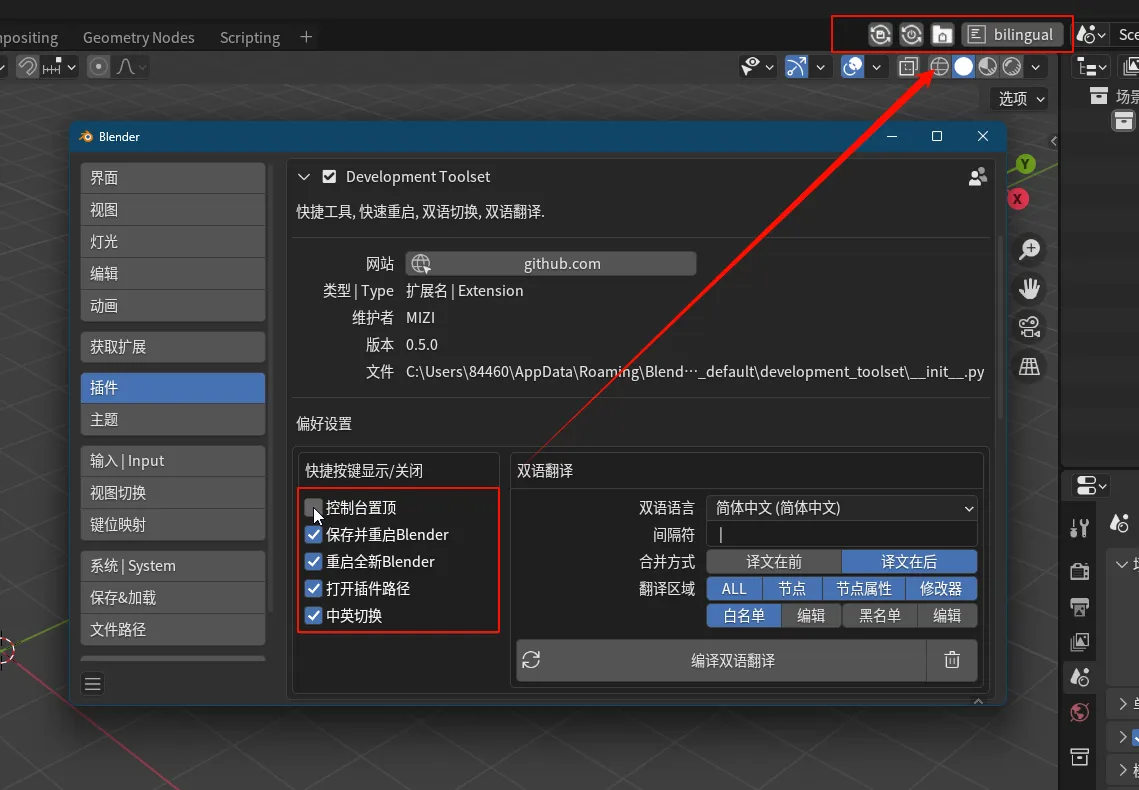 mpositing Geometry Nodes Scripting +
bilingual
Sce
选项
场景
Blender
界面
视图
灯光
编辑
动画
获取扩展
插件
主题
输入 | Input
视图切换
键位映射
系统 | System
保存&加载
文件路径
Development Toolset
快捷工具, 快速重启, 双语切换, 双语翻译.
网站 github.com
类型 | Type 扩展名 | Extension
维护者 MIZI
版本 0.5.0
文件 C:\Users\84460\AppData\Roaming\Blend···_default\development_toolset\__init__.py
偏好设置
快捷按键显示/关闭
控制台置顶
保存并重启Blender
重启全新Blender
打开插件路径
中英切换
双语翻译
双语语言 简体中文 (简体中文)
间隔符 |
合并方式 译文在前 译文在后
翻译区域 ALL 节点 节点属性 修改器
白名单 编辑 黑名单 编辑
编译双语翻译
Y
X